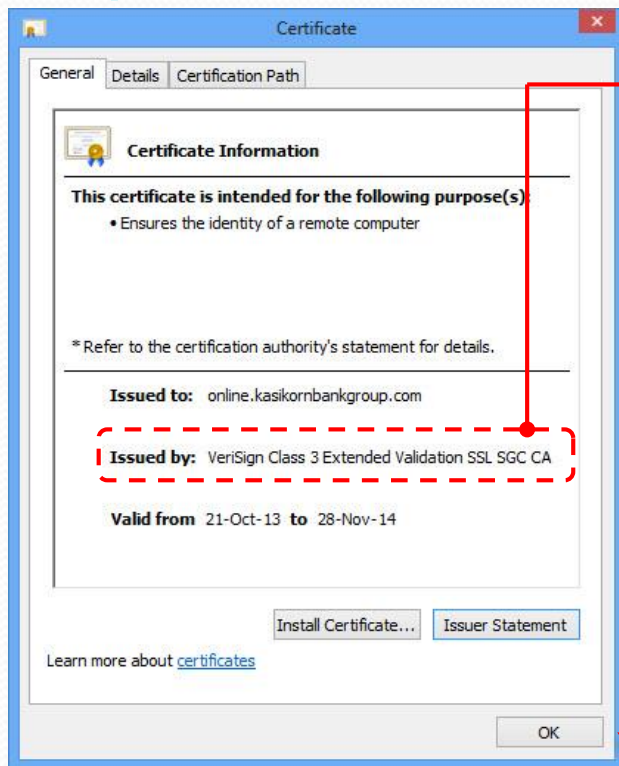 Certificate
General Details Certification Path
Certificate Information
This certificate is intended for the following purpose(s):
• Ensures the identity of a remote computer
* Refer to the certification authority's statement for details.
Issued to: online.kasikornbankgroup.com
Issued by: VeriSign Class 3 Extended Validation SSL SGC CA
Valid from 21-Oct-13 to 28-Nov-14
Install Certificate... Issuer Statement
Learn more about certificates
OK